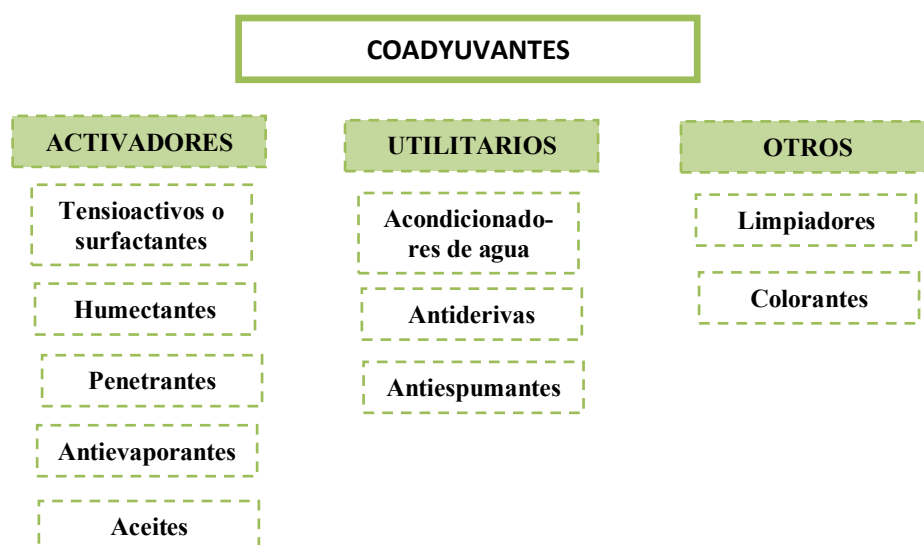 COADYUVANTES
ACTIVADORES
Tensioactivos o
surfactantes
Humectantes
Penetrantes
Antievaporantes
Aceites
UTILITARIOS
Acondicionado-
res de agua
Antiderivas
Antiespumantes
OTROS
Limpiadores
Colorantes